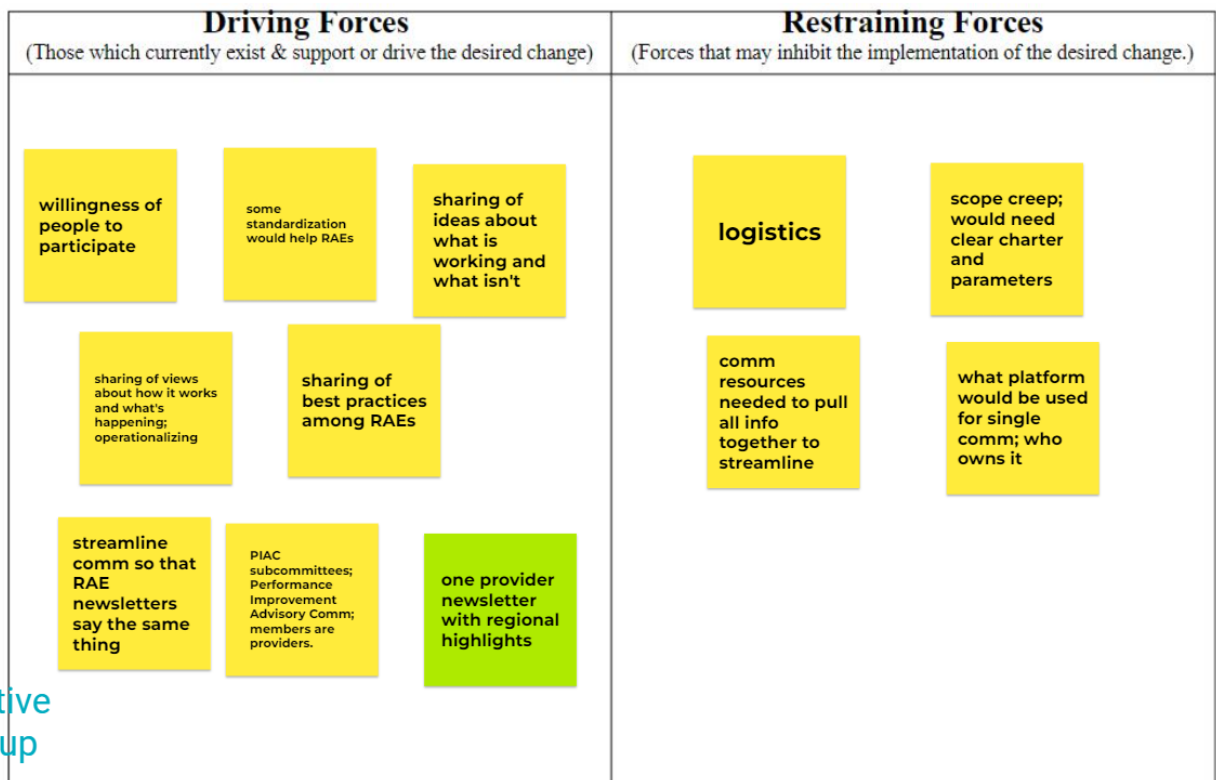 Driving Forces
(Those which currently exist & support or drive the desired change)
Restraining Forces
(Forces that may inhibit the implementation of the desired change.)
willingness of
people to
participate
some
standardization
would help RAEs
sharing of
ideas about
what is
working and
what isn't
sharing of views
about how it works
and what's
happening;
operationalizing
sharing of
best practices
among RAEs
streamline
comm so that
RAE
newsletters
say the same
thing
PIAC
subcommittees;
Performance
Improvement
Advisory Comm;
members are
providers.
one provider
newsletter
with regional
highlights
logistics
scope creep;
would need
clear charter
and
parameters
comm
resources
needed to pull
all info
together to
streamline
what platform
would be used
for single
comm; who
owns it
tive
up